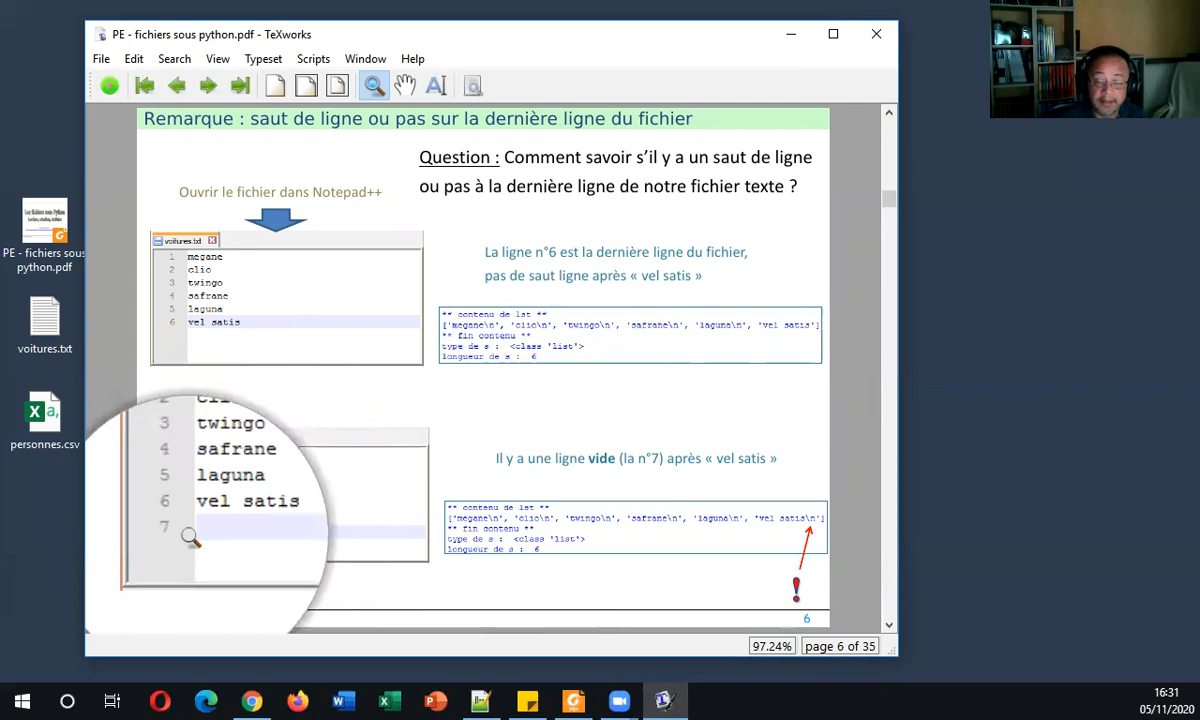 PE - fichiers sous python.pdf - TeXworks
File Edit Search View Typeset Scripts Window Help
Remarque : saut de ligne ou pas sur la dernière ligne du fichier
Question : Comment savoir s'il y a un saut de ligne
ou pas à la dernière ligne de notre fichier texte ?
Ouvrir le fichier dans Notepad++
voitures.txt
1 megane
2 clio
3 twingo
4 safrane
5 laguna
6 vel satis
La ligne n°6 est la dernière ligne du fichier,
pas de saut ligne après « vel satis »
** contenu de lst **
['megane\n', 'clio\n', 'twingo\n', 'safrane\n', 'laguna\n', 'vel satis']
** fin contenu **
type de s :  <class 'list'>
longueur de s :  6
3 twingo
4 safrane
5 laguna
6 vel satis
7
Il y a une ligne vide (la n°7) après « vel satis »
** contenu de lst **
['megane\n', 'clio\n', 'twingo\n', 'safrane\n', 'laguna\n', 'vel satis\n']
** fin contenu **
type de s :  <class 'list'>
longueur de s :  6
!
6
97.24% page 6 of 35
PE - fichiers sous
python.pdf
voitures.txt
personnes.csv
16:31
05/11/2020